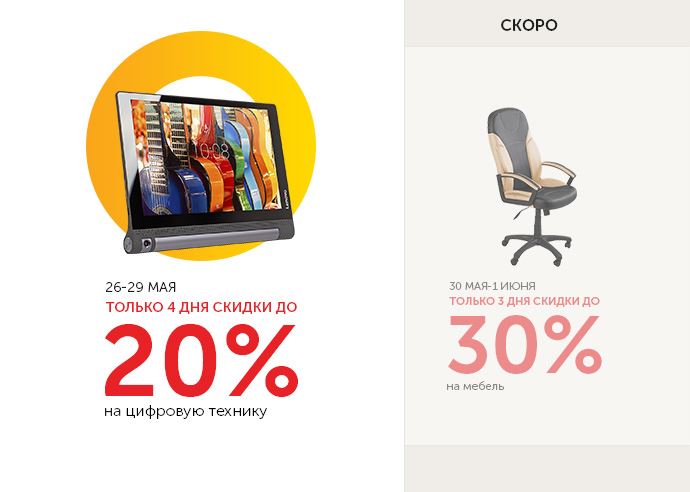 26-29 МАЯ
ТОЛЬКО 4 ДНЯ СКИДКИ ДО
20%
на цифровую технику
СКОРО
30 МАЯ-1 ИЮНЯ
ТОЛЬКО 3 ДНЯ СКИДКИ ДО
30%
на мебель
lenovo